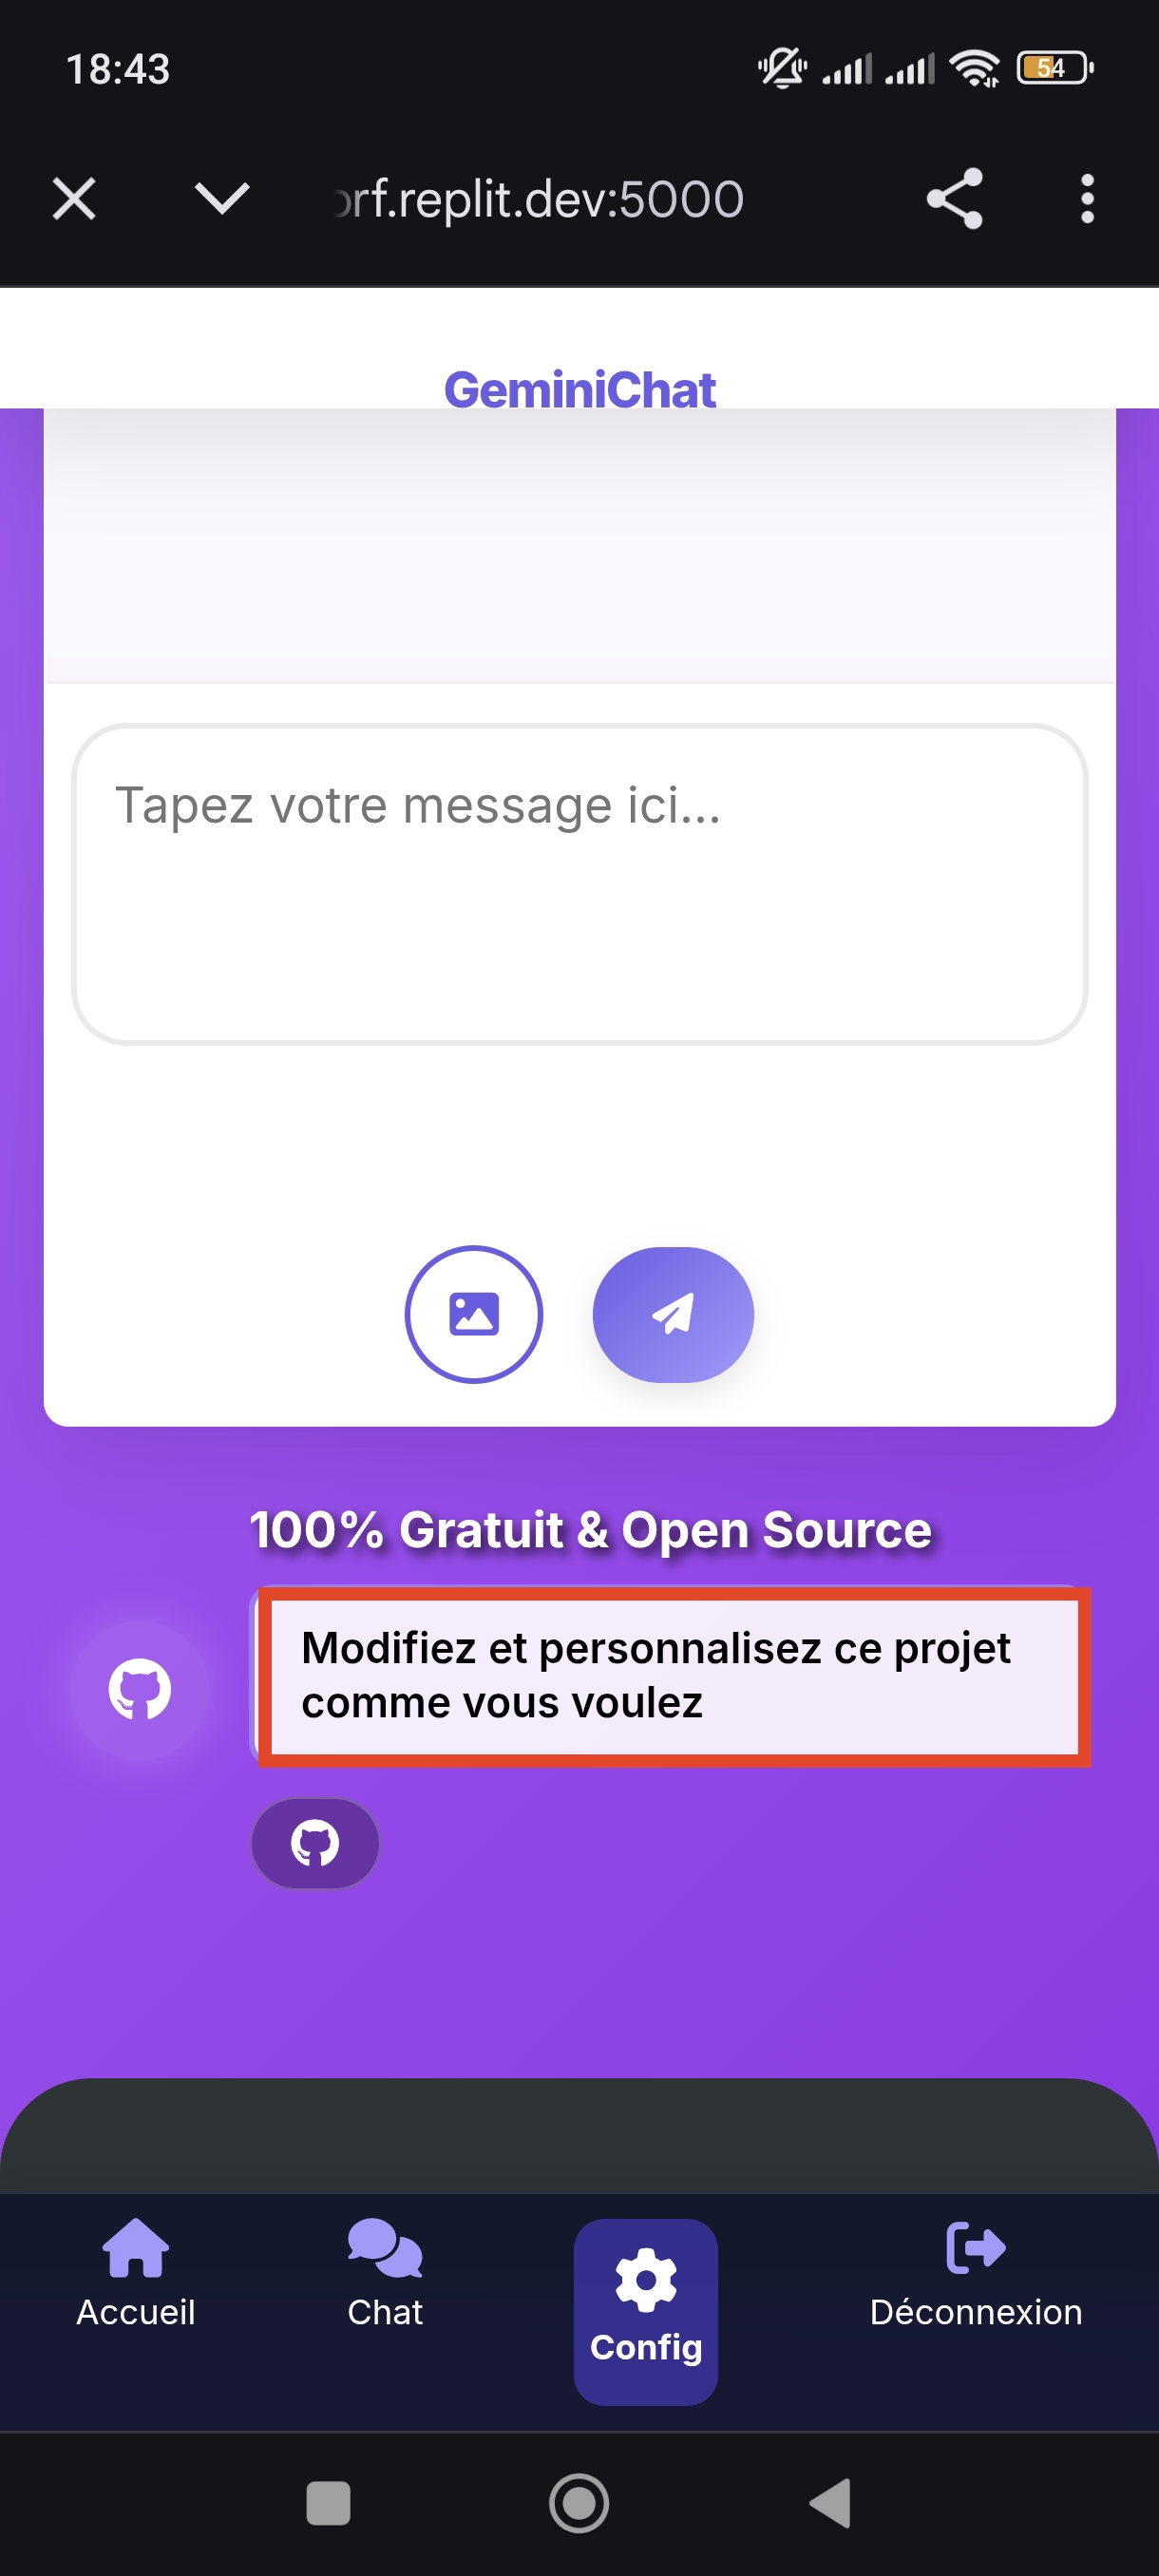 18:43
54
rf.replit.dev:5000
GeminiChat
Tapez votre message ici...
100% Gratuit & Open Source
Modifiez et personnalisez ce projet
comme vous voulez
Accueil
Chat
Config
Déconnexion